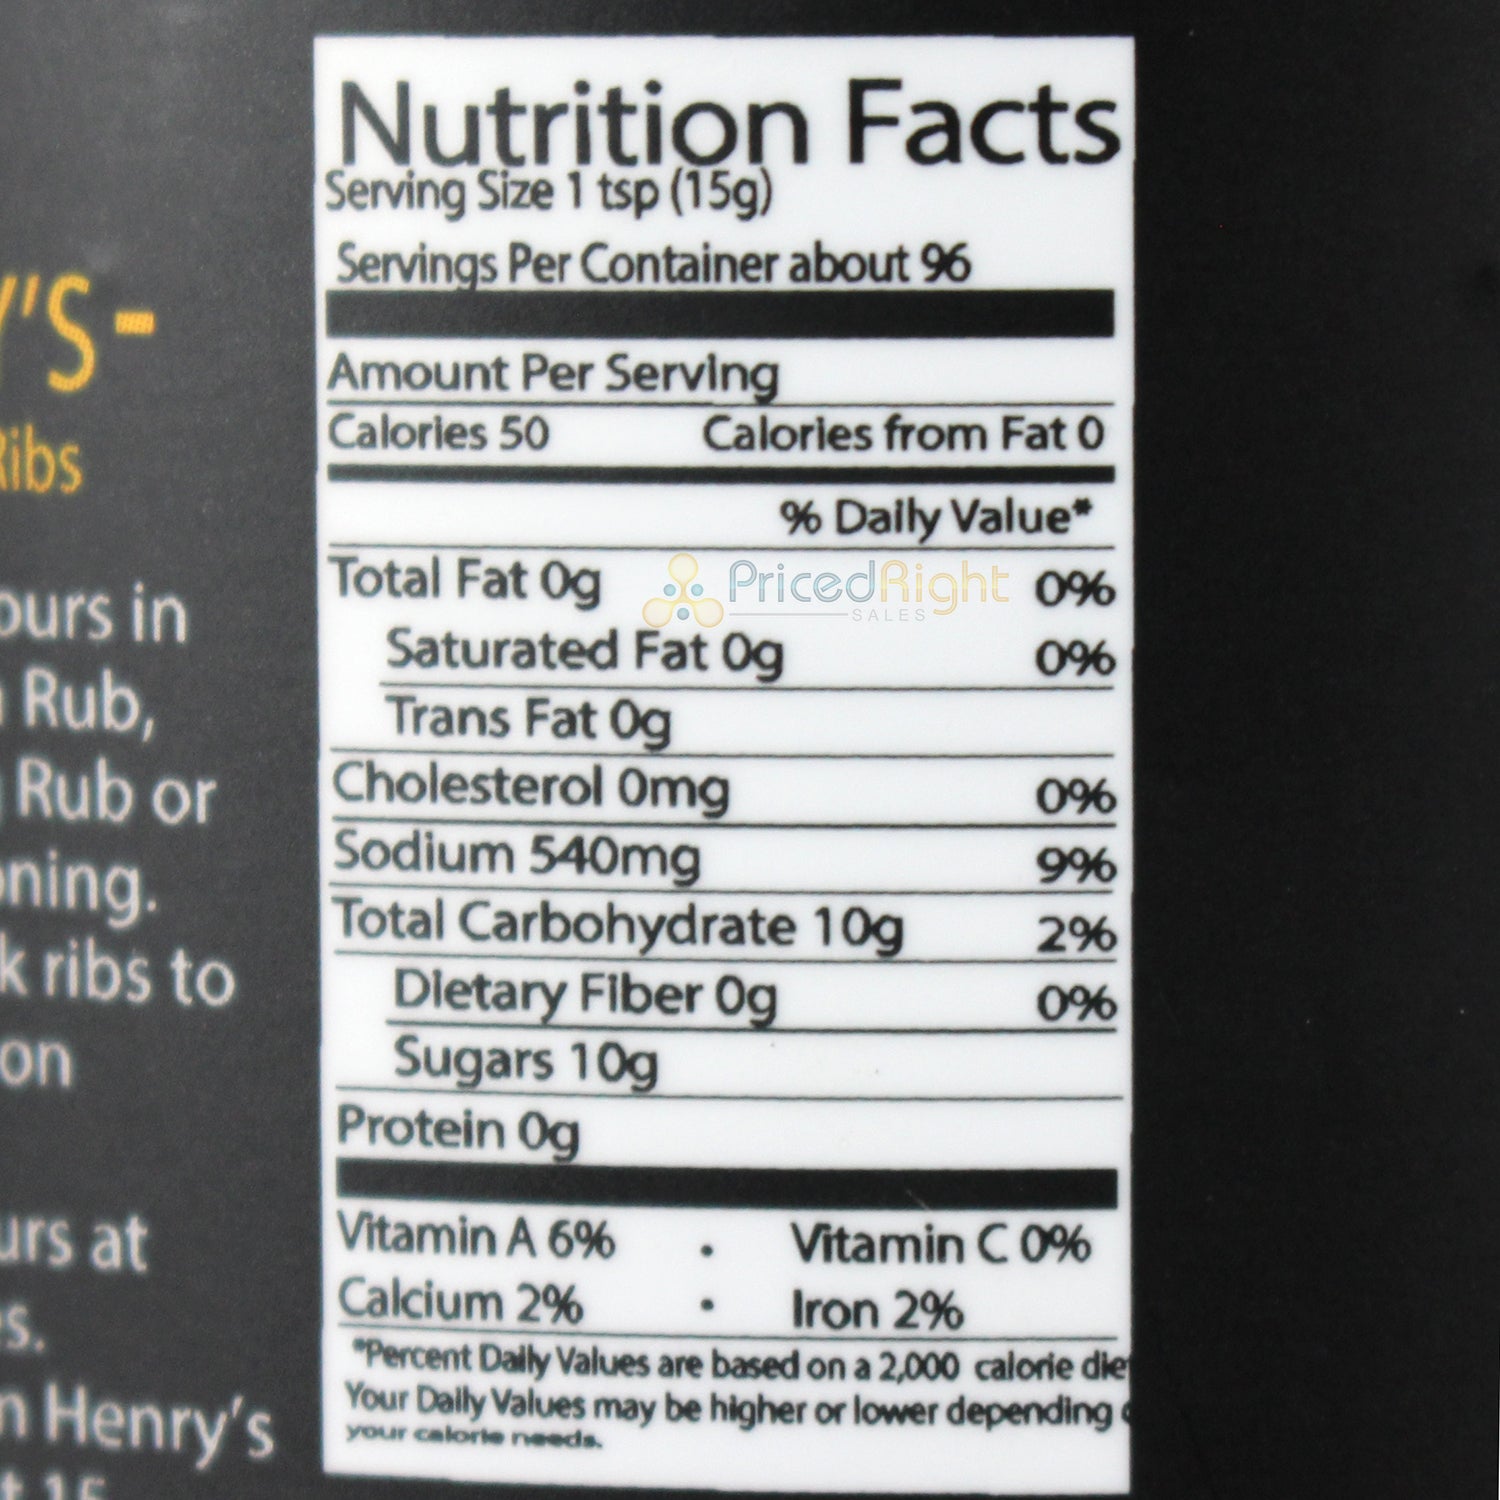 Y'S-
Ribs
ours in
Rub,
Rub or
oning.
k ribs to
on
urs at
es.
n Henry's
t 15
Nutrition Facts
Serving Size 1 tsp (15g)
Servings Per Container about 96
Amount Per Serving
Calories 50 Calories from Fat 0
% Daily Value*
Total Fat 0g 0%
PricedRight
SALES
Saturated Fat 0g 0%
Trans Fat 0g
Cholesterol 0mg 0%
Sodium 540mg 9%
Total Carbohydrate 10g 2%
Dietary Fiber 0g 0%
Sugars 10g
Protein 0g
Vitamin A 6% • Vitamin C 0%
Calcium 2% • Iron 2%
*Percent Daily Values are based on a 2,000 calorie die
Your Daily Values may be higher or lower depending
your calorie needs.